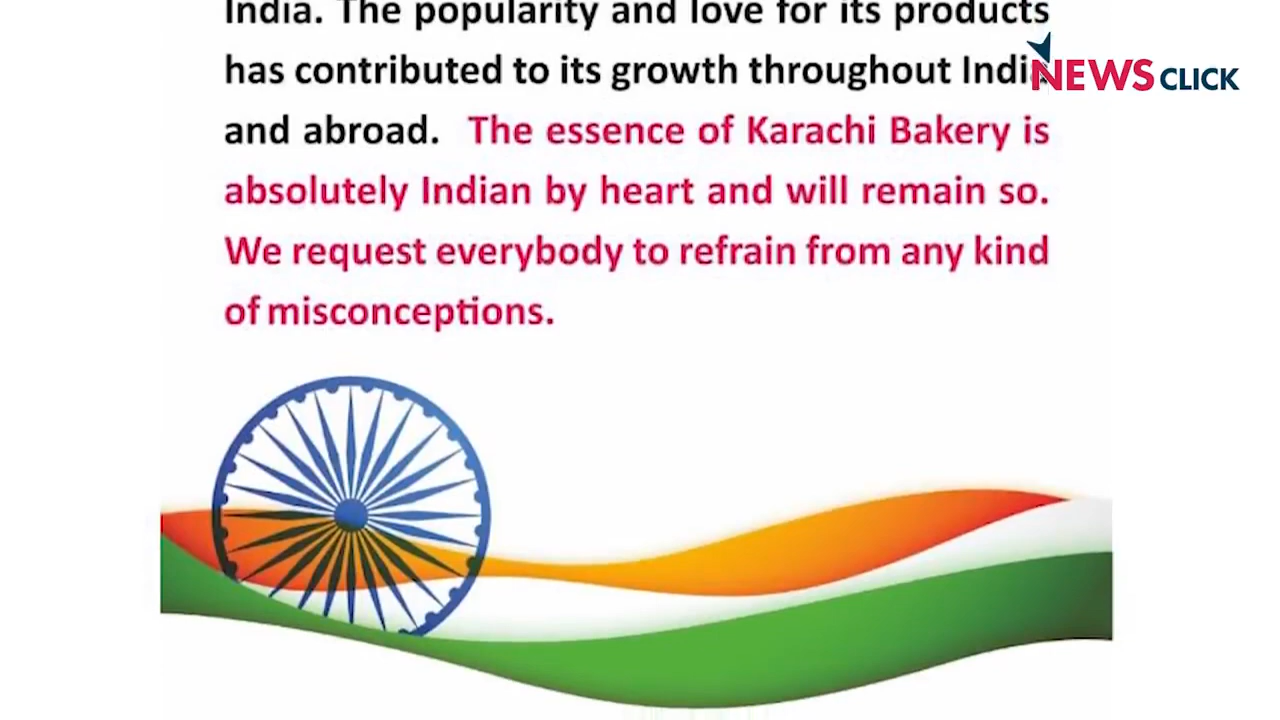 India. The popularity and love for its products
has contributed to its growth throughout India
and abroad. The essence of Karachi Bakery is
absolutely Indian by heart and will remain so.
We request everybody to refrain from any kind
of misconceptions.
NEWS CLICK